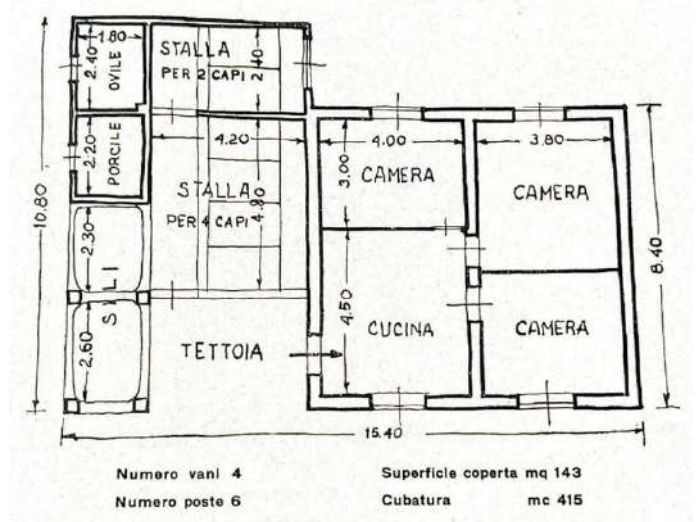 1.80
2.40
OVILE
STALLA
PER 2 CAPI
2.40
2.20
PORCILE
4.20
STALLA
PER 4 CAPI
4.80
4.00
3.00
CAMERA
3.80
CAMERA
10.80
8.40
2.30
SILI
2.60
TETTOIA
4.50
CUCINA
CAMERA
15.40
Numero vani 4
Numero poste 6
Superficie coperta mq 143
Cubatura mc 415